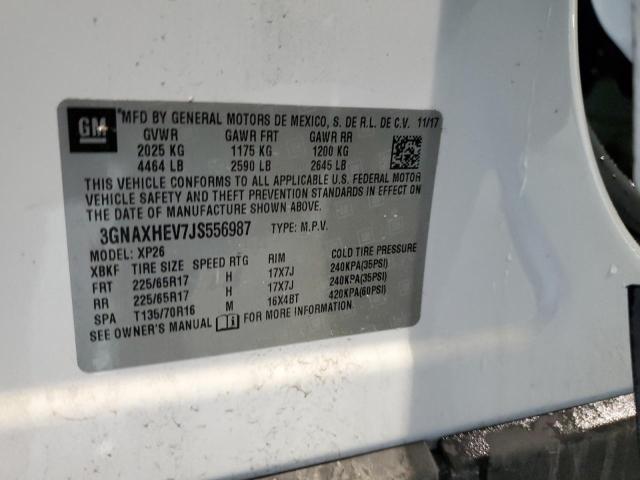 GM
*MFD BY GENERAL MOTORS DE MEXICO, S. DE R.L. DE C.V. 11/17
GVWR GAWR FRT GAWR RR
2025 KG 1175 KG 1200 KG
4464 LB 2590 LB 2645 LB
THIS VEHICLE CONFORMS TO ALL APPLICABLE U.S. FEDERAL MOTOR
VEHICLE SAFETY AND THEFT PREVENTION STANDARDS IN EFFECT ON
THE DATE OF MANUFACTURE SHOWN ABOVE.
3GNAXHEV7JS556987 TYPE: M.P.V.
MODEL: XP26
XBKF TIRE SIZE SPEED RTG RIM COLD TIRE PRESSURE
FRT 225/65R17 H 17X7J 240KPA(35PSI)
RR 225/65R17 H 17X7J 240KPA(35PSI)
SPA T135/70R16 M 16X4BT 420KPA(60PSI)
SEE OWNER'S MANUAL FOR MORE INFORMATION.